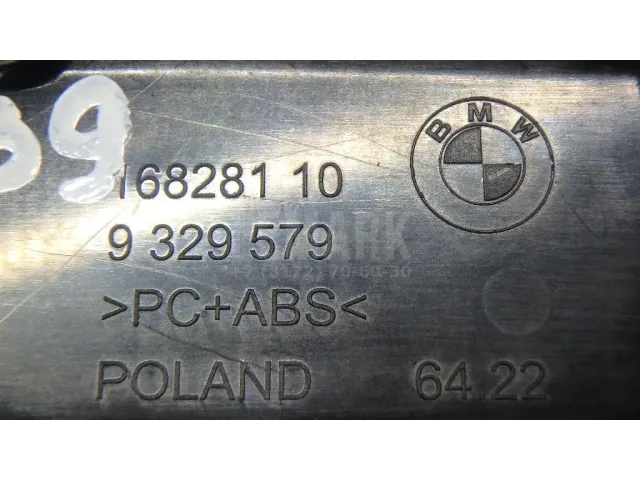 BMW
39
168281 10
9 329 579
>PC+ABS<
POLAND 64.22